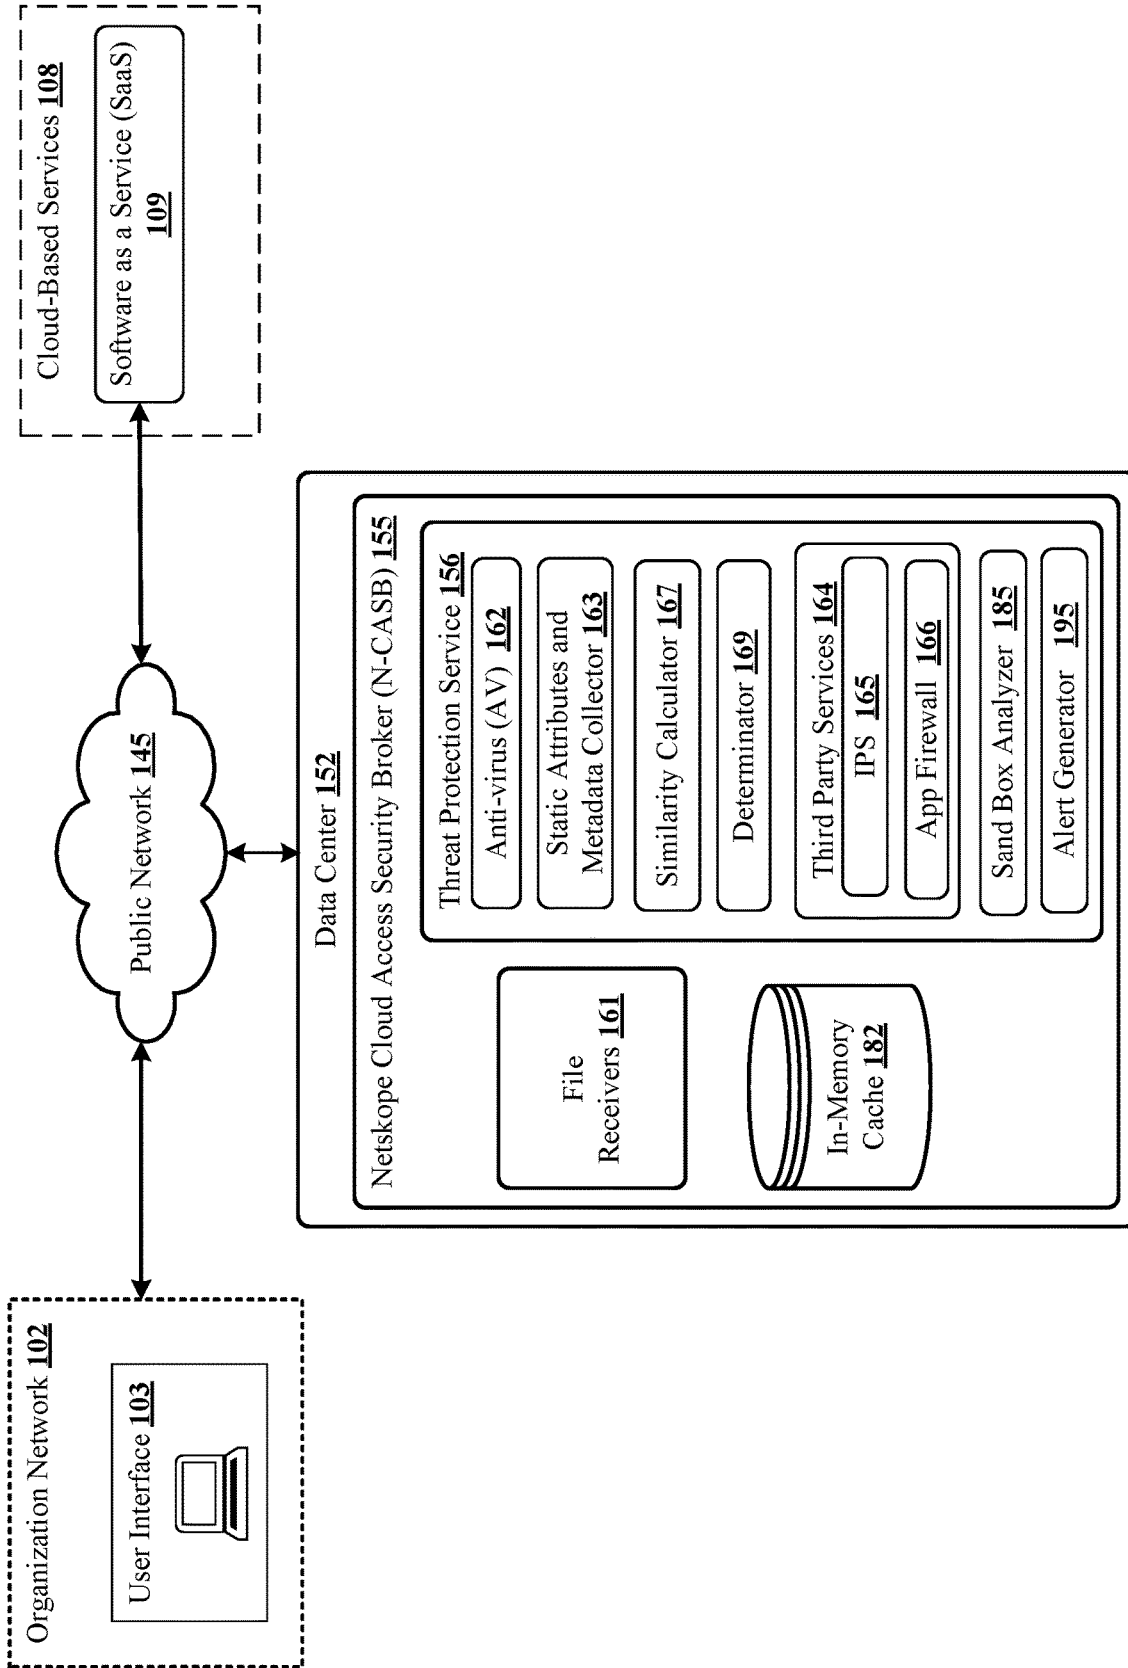 Organization Network 102
User Interface 103
Public Network 145
Cloud-Based Services 108
Software as a Service (SaaS)
109
Data Center 152
Netskope Cloud Access Security Broker (N-CASB) 155
File
Receivers 161
In-Memory
Cache 182
Threat Protection Service 156
Anti-virus (AV) 162
Static Attributes and
Metadata Collector 163
Similarity Calculator 167
Determinator 169
Third Party Services 164
IPS 165
App Firewall 166
Sand Box Analyzer 185
Alert Generator 195